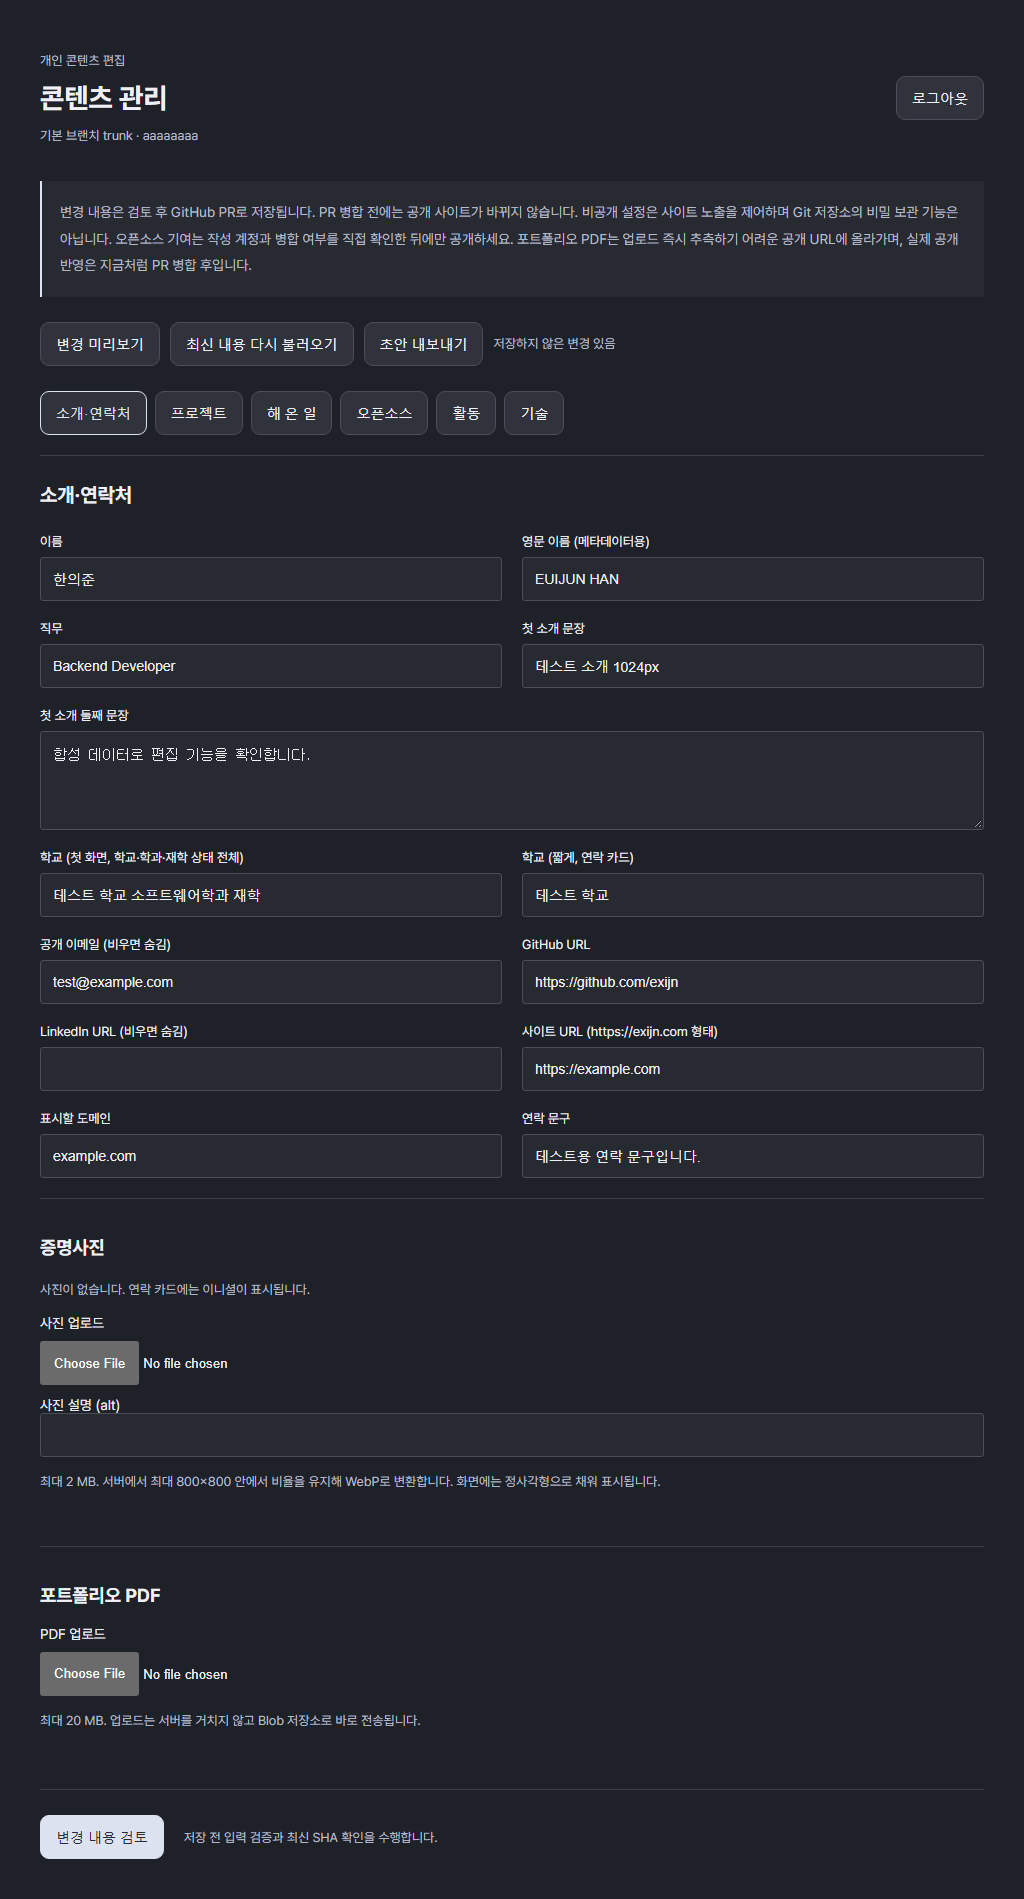 개인 콘텐츠 편집
콘텐츠 관리
로그아웃
기본 브랜치 trunk · aaaaaaaa
변경 내용은 검토 후 GitHub PR로 저장됩니다. PR 병합 전에는 공개 사이트가 바뀌지 않습니다. 비공개 설정은 사이트 노출을 제어하며 Git 저장소의 비밀 보관 기능은
아닙니다. 오픈소스 기여는 작성 계정과 병합 여부를 직접 확인한 뒤에만 공개하세요. 포트폴리오 PDF는 업로드 즉시 추측하기 어려운 공개 URL에 올라가며, 실제 공개
반영은 지금처럼 PR 병합 후입니다.
변경 미리보기 최신 내용 다시 불러오기 초안 내보내기 저장하지 않은 변경 있음
소개·연락처 프로젝트 해 온 일 오픈소스 활동 기술
소개·연락처
이름 영문 이름 (메타데이터용)
한의준 EUIJUN HAN
직무 첫 소개 문장
Backend Developer 테스트 소개 1024px
첫 소개 둘째 문장
합성 데이터로 편집 기능을 확인합니다.
학교 (첫 화면, 학교·학과·재학 상태 전체) 학교 (짧게, 연락 카드)
테스트 학교 소프트웨어학과 재학 테스트 학교
공개 이메일 (비우면 숨김) GitHub URL
test@example.com https://github.com/exijn
LinkedIn URL (비우면 숨김) 사이트 URL (https://exijn.com 형태)
https://example.com
표시할 도메인 연락 문구
example.com 테스트용 연락 문구입니다.
증명사진
사진이 없습니다. 연락 카드에는 이니셜이 표시됩니다.
사진 업로드
Choose File No file chosen
사진 설명 (alt)
최대 2 MB. 서버에서 최대 800×800 안에서 비율을 유지해 WebP로 변환합니다. 화면에는 정사각형으로 채워 표시됩니다.
포트폴리오 PDF
PDF 업로드
Choose File No file chosen
최대 20 MB. 업로드는 서버를 거치지 않고 Blob 저장소로 바로 전송됩니다.
변경 내용 검토 저장 전 입력 검증과 최신 SHA 확인을 수행합니다.